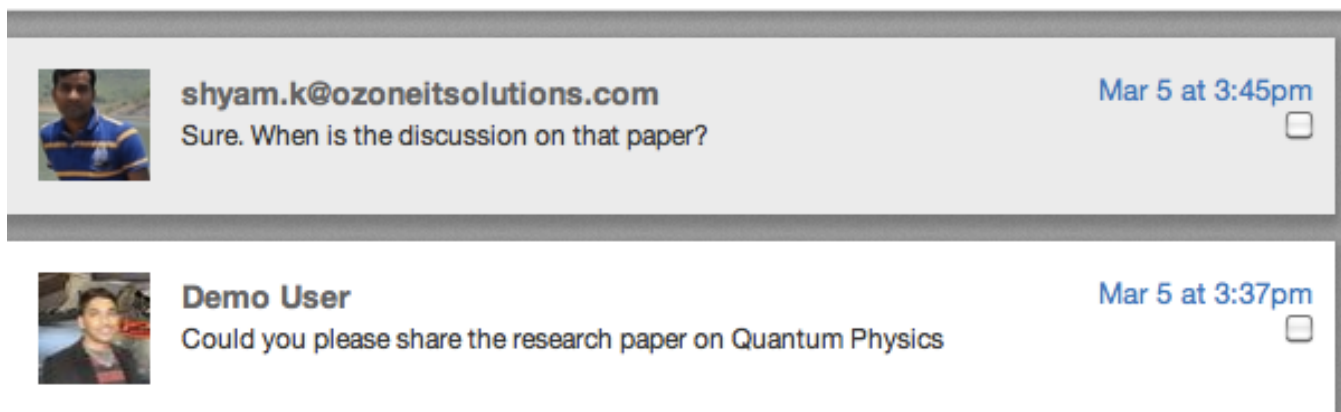 shyam.k@ozoneitsolutions.com
Mar 5 at 3:45pm
Sure. When is the discussion on that paper?
Demo User
Mar 5 at 3:37pm
Could you please share the research paper on Quantum Physics